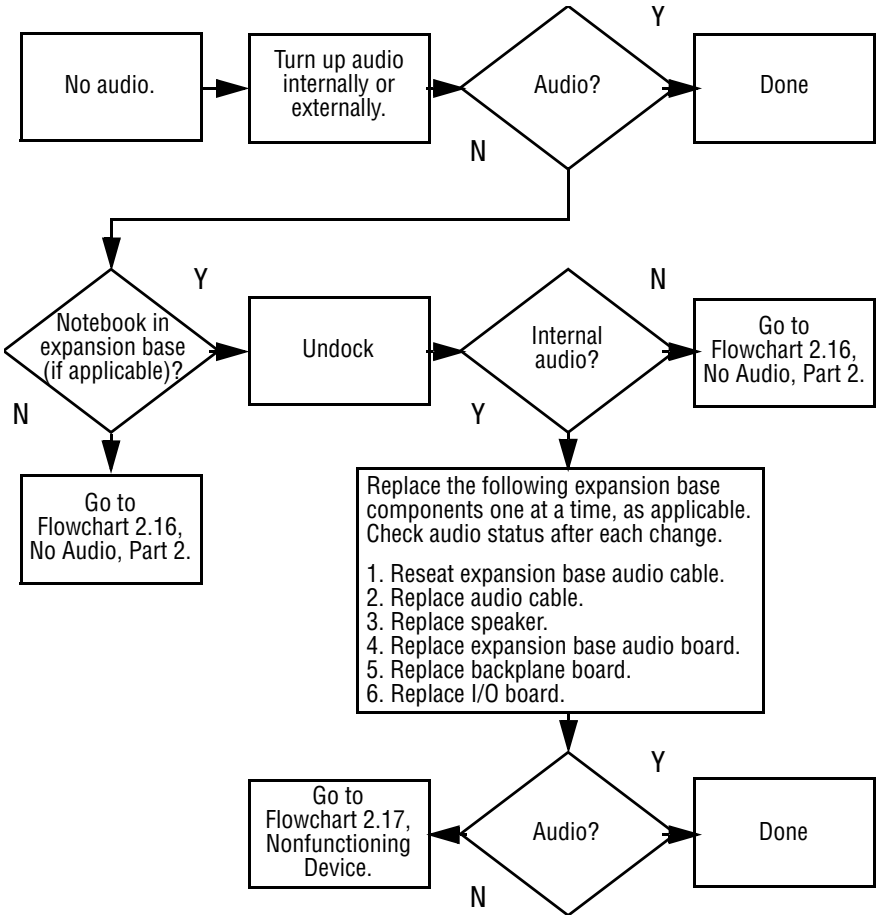 No audio.
Turn up audio
internally or
externally.
Audio?
Y
Done
N
Notebook in
expansion base
(if applicable)?
Y
N
Undock
Internal
audio?
N
Y
Go to
Flowchart 2.16,
No Audio, Part 2.
Go to
Flowchart 2.16,
No Audio, Part 2.
Replace the following expansion base
components one at a time, as applicable.
Check audio status after each change.
1. Reseat expansion base audio cable.
2. Replace audio cable.
3. Replace speaker.
4. Replace expansion base audio board.
5. Replace backplane board.
6. Replace I/O board.
Audio?
Y
Done
N
Go to
Flowchart 2.17,
Nonfunctioning
Device.